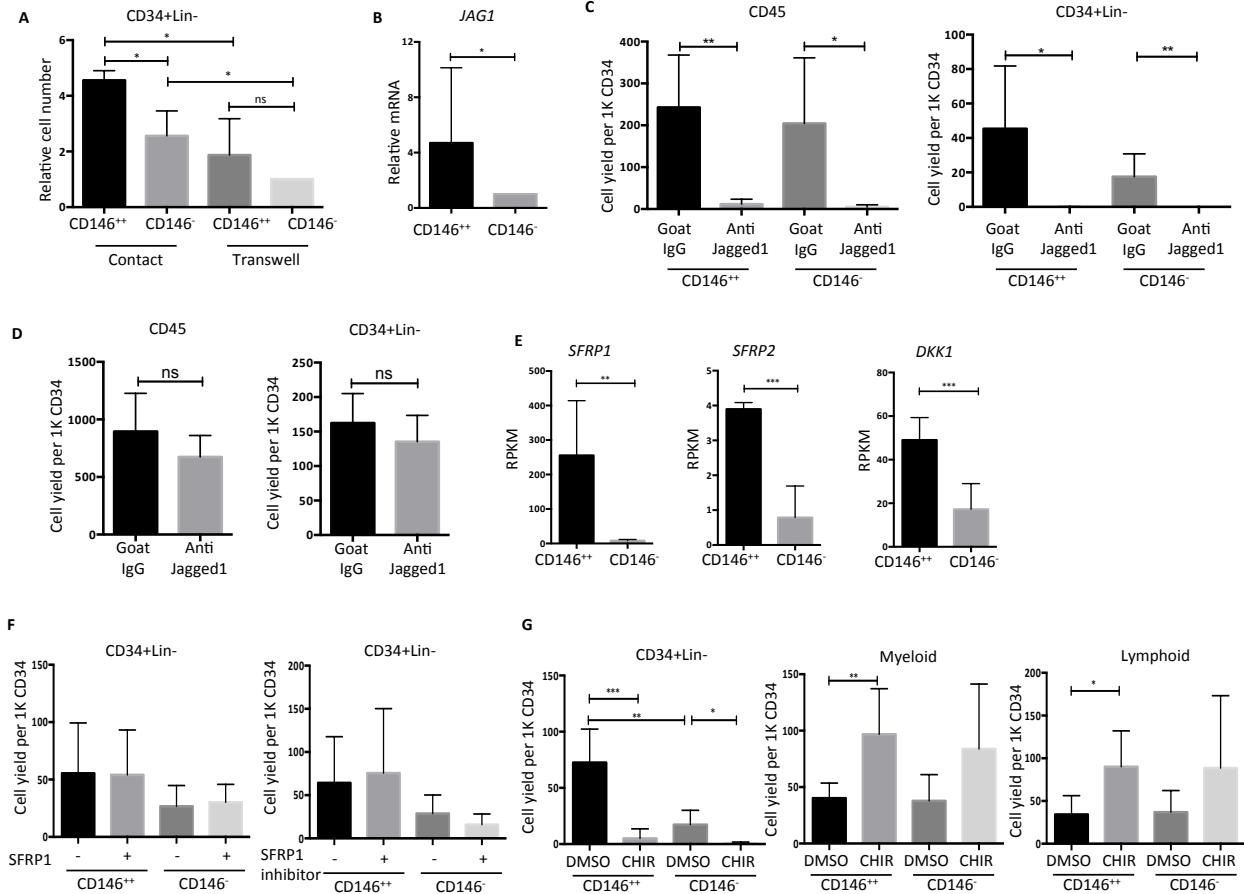 A
CD34+Lin-
Relative cell number
6
4
2
0
*
*
*
ns
CD146++ CD146- CD146++ CD146-
Contact Transwell
B
JAG1
Relative mRNA
12
8
4
0
*
CD146++ CD146-
C
CD45
Cell yield per 1K CD34
400
300
200
100
0
** *
Goat Anti Goat Anti
IgG Jagged1 IgG Jagged1
CD146++ CD146-
CD34+Lin-
Cell yield per 1K CD34
100
80
60
40
20
0
* **
Goat Anti Goat Anti
IgG Jagged1 IgG Jagged1
CD146++ CD146-
D
CD45
Cell yield per 1K CD34
1500
1000
500
0
ns
Goat Anti
IgG Jagged1
CD34+Lin-
Cell yield per 1K CD34
250
200
150
100
50
0
ns
Goat Anti
IgG Jagged1
E
SFRP1
RPKM
500
400
300
200
100
0
**
CD146++ CD146-
SFRP2
RPKM
5
4
3
2
1
0
***
CD146++ CD146-
DKK1
RPKM
80
60
40
20
0
***
CD146++ CD146-
F
CD34+Lin-
Cell yield per 1K CD34
150
100
50
0
SFRP1 - + - +
CD146++ CD146-
CD34+Lin-
Cell yield per 1K CD34
200
150
100
50
0
SFRP1 - + - +
inhibitor
CD146++ CD146-
G
CD34+Lin-
Cell yield per 1K CD34
150
100
50
0
***
** *
DMSO CHIR DMSO CHIR
CD146++ CD146-
Myeloid
Cell yield per 1K CD34
150
100
50
0
**
DMSO CHIR DMSO CHIR
CD146++ CD146-
Lymphoid
Cell yield per 1K CD34
200
150
100
50
0
*
DMSO CHIR DMSO CHIR
CD146++ CD146-